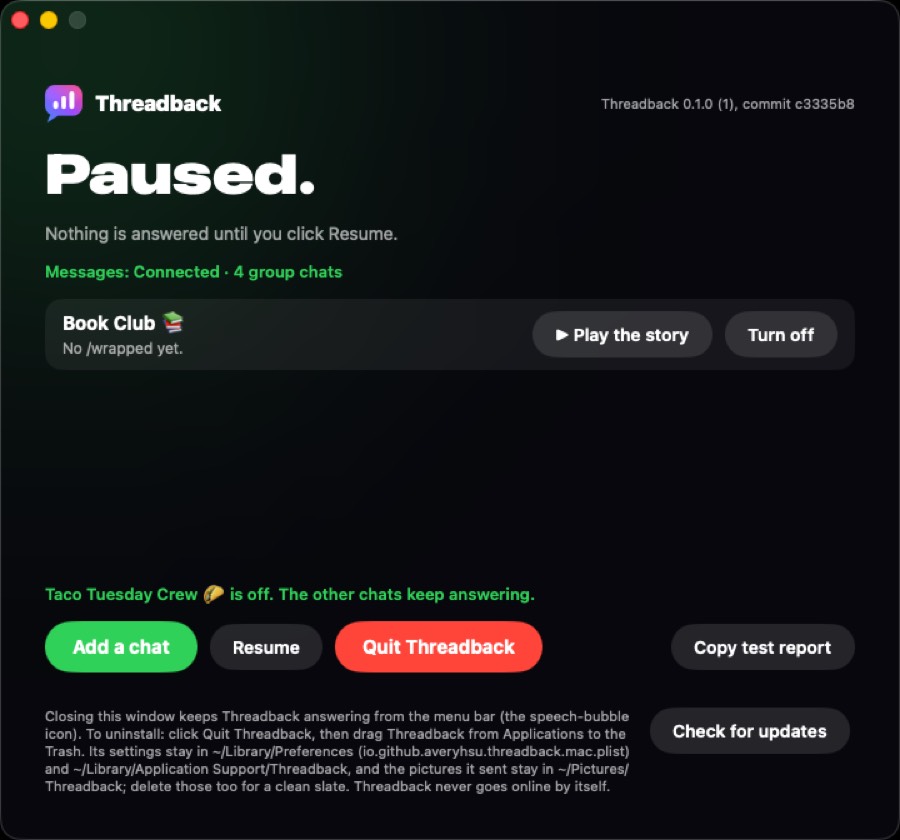 Threadback
Threadback 0.1.0 (1), commit c3335b8
Paused.
Nothing is answered until you click Resume.
Messages: Connected · 4 group chats
Book Club 📚
No /wrapped yet.
▶ Play the story
Turn off
Taco Tuesday Crew 🌮 is off. The other chats keep answering.
Add a chat
Resume
Quit Threadback
Copy test report
Closing this window keeps Threadback answering from the menu bar (the speech-bubble
icon). To uninstall: click Quit Threadback, then drag Threadback from Applications to the
Trash. Its settings stay in ~/Library/Preferences (io.github.averyhsu.threadback.mac.plist)
and ~/Library/Application Support/Threadback, and the pictures it sent stay in ~/Pictures/
Threadback; delete those too for a clean slate. Threadback never goes online by itself.
Check for updates